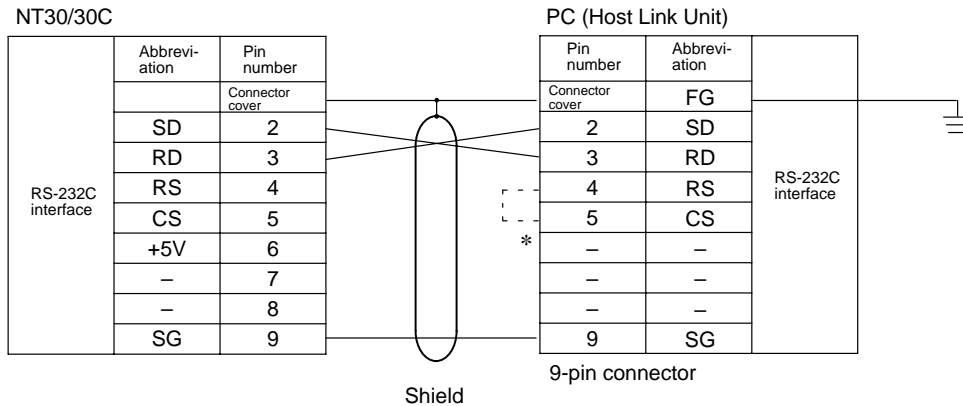 NT30/30C
PC (Host Link Unit)
Abbrevi-
ation
Pin
number
Pin
number
Abbrevi-
ation
Connector
cover
Connector
cover
FG
SD 2 2 SD
RD 3 3 RD
RS-232C
interface
RS 4 4 RS
RS-232C
interface
CS 5 5 CS
+5V 6 * – –
– 7 – –
– 8 – –
SG 9 9 SG
9-pin connector
Shield